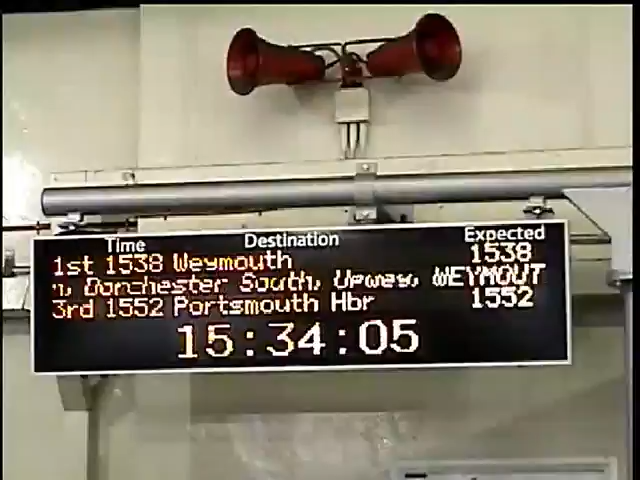 Time Destination Expected
1st 1538 Weymouth 1538
n, Dorchester South, Upwey, WEYMOUT
3rd 1552 Portsmouth Hbr 1552
15:34:05